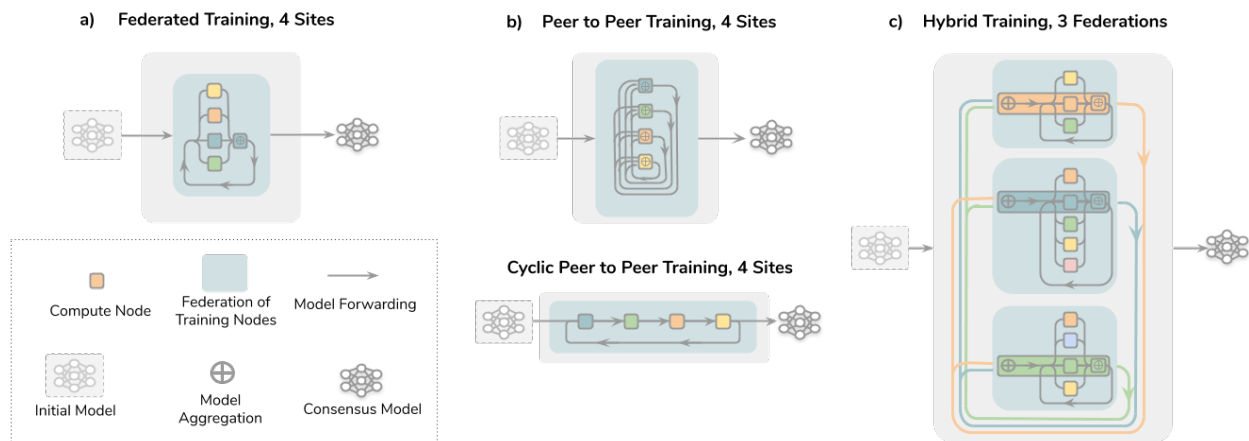 a) Federated Training, 4 Sites
b) Peer to Peer Training, 4 Sites
c) Hybrid Training, 3 Federations
Cyclic Peer to Peer Training, 4 Sites
Compute Node
Federation of
Training Nodes
Model Forwarding
Initial Model
Model
Aggregation
Consensus Model